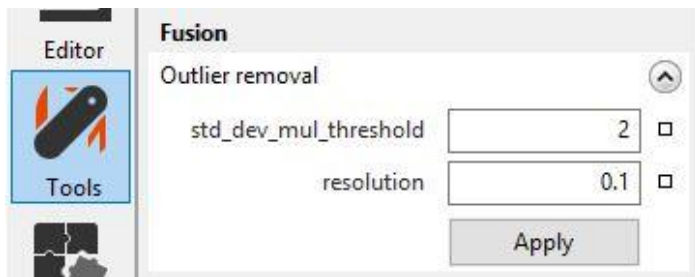 Editor
Tools
Fusion
Outlier removal
std_dev_mul_threshold 2
resolution 0.1
Apply